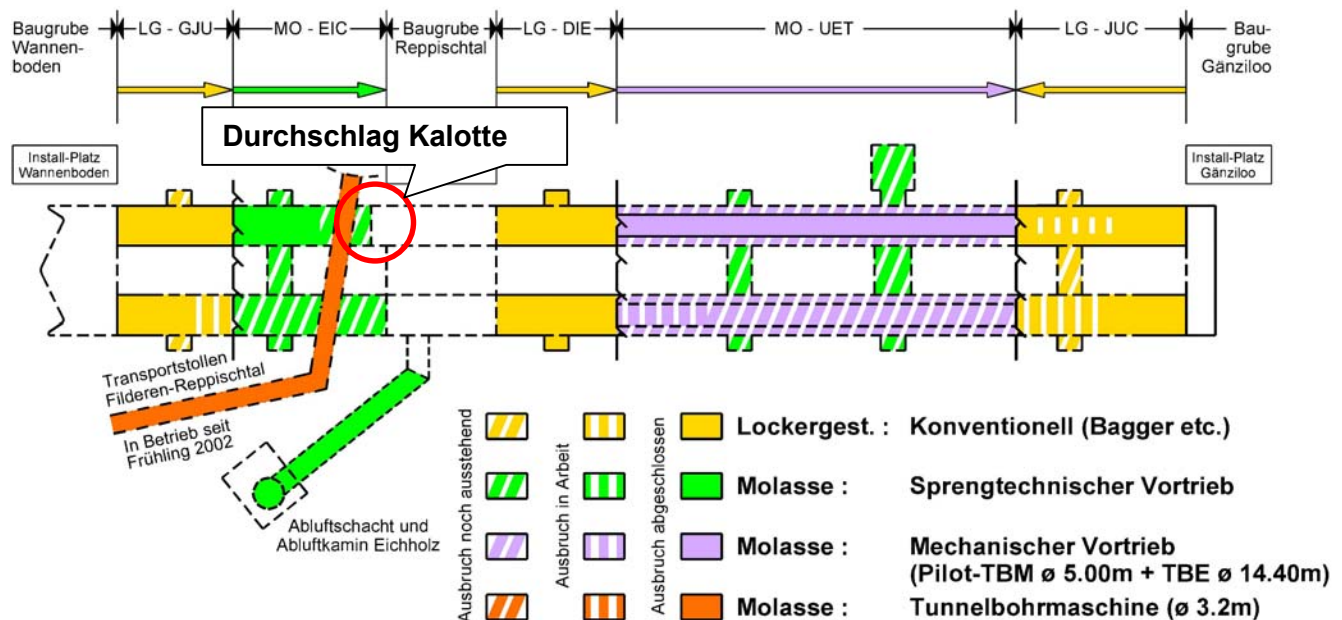 Baugrube
Wannen-
boden
LG - GJU
MO - EIC
Baugrube
Reppischtal
LG - DIE
MO - UET
LG - JUC
Bau-
grube
Gänziloo
Durchschlag Kalotte
Install-Platz
Wannenboden
Install-Platz
Gänziloo
Transportstollen
Filderen-Reppischtal
In Betrieb seit
Frühling 2002
Abluftschacht und
Abluftkamin Eichholz
Ausbruch noch ausstehend
Ausbruch in Arbeit
Ausbruch abgeschlossen
Lockergest. : Konventionell (Bagger etc.)
Molasse : Sprengtechnischer Vortrieb
Molasse : Mechanischer Vortrieb
(Pilot-TBM ø 5.00m + TBE ø 14.40m)
Molasse : Tunnelbohrmaschine (ø 3.2m)